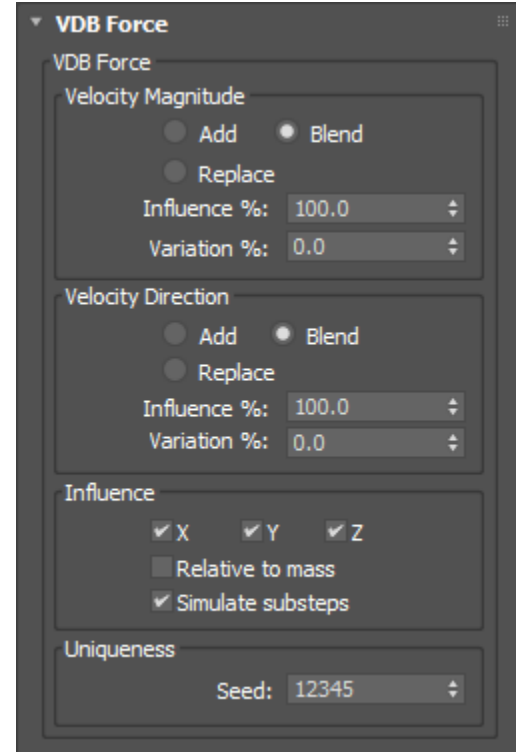 VDB Force
VDB Force
Velocity Magnitude
Add Blend
Replace
Influence %: 100.0
Variation %: 0.0
Velocity Direction
Add Blend
Replace
Influence %: 100.0
Variation %: 0.0
Influence
X Y Z
Relative to mass
Simulate substeps
Uniqueness
Seed: 12345